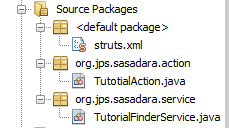 Source Packages
<default package>
struts.xml
org.jps.sasadara.action
TutotialAction.java
org.jps.sasadara.service
TutorialFinderService.java